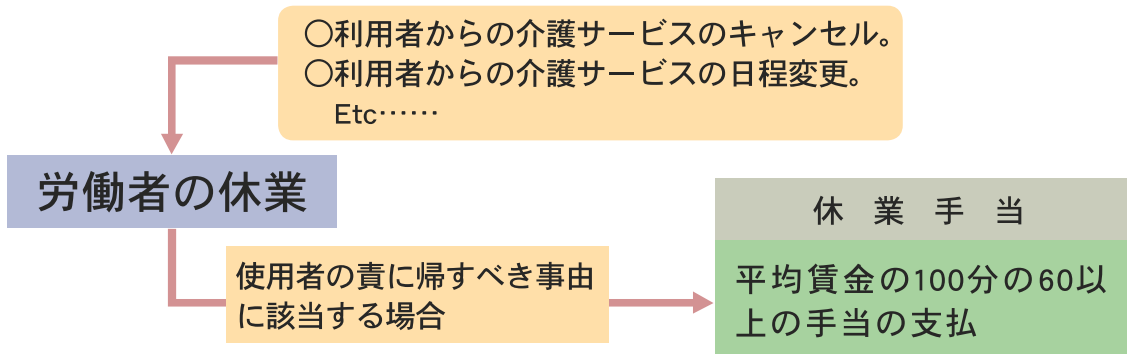 ○利用者からの介護サービスのキャンセル。
○利用者からの介護サービスの日程変更。
Etc……
労働者の休業
使用者の責に帰すべき事由
に該当する場合
休業手当
平均賃金の100分の60以
上の手当の支払